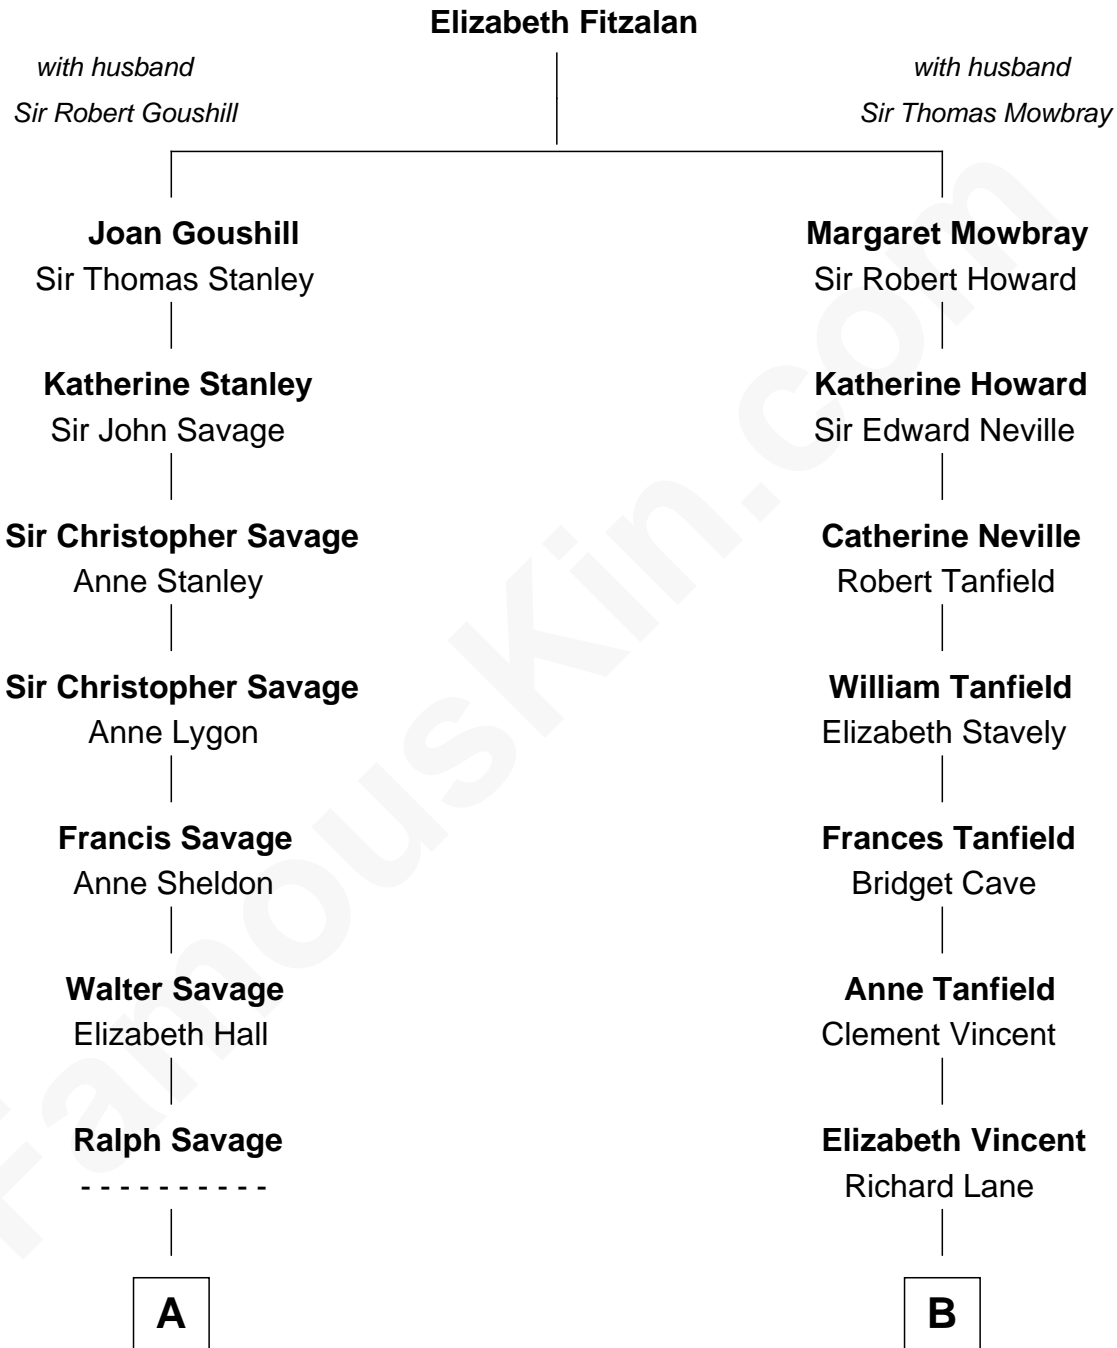 Elizabeth Fitzalan
with husband
Sir Robert Goushill
with husband
Sir Thomas Mowbray
Joan Goushill
Sir Thomas Stanley
Katherine Stanley
Sir John Savage
Sir Christopher Savage
Anne Stanley
Sir Christopher Savage
Anne Lygon
Francis Savage
Anne Sheldon
Walter Savage
Elizabeth Hall
Ralph Savage
- - - - - - - - - -
A
Margaret Mowbray
Sir Robert Howard
Katherine Howard
Sir Edward Neville
Catherine Neville
Robert Tanfield
William Tanfield
Elizabeth Stavely
Frances Tanfield
Bridget Cave
Anne Tanfield
Clement Vincent
Elizabeth Vincent
Richard Lane
B
FamousKin.com